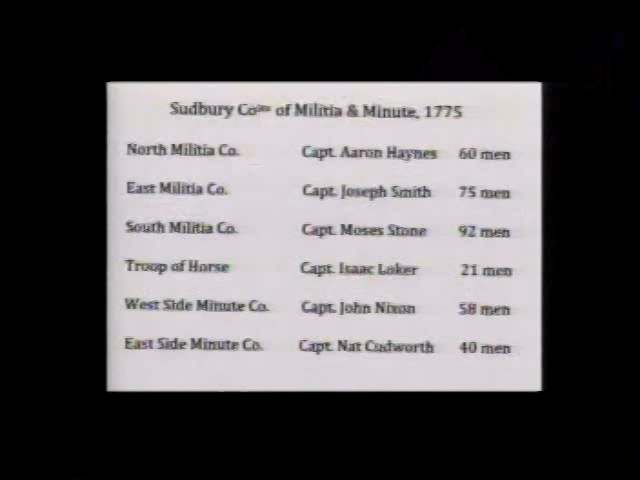 Sudbury Coies of Militia & Minute, 1775
North Militia Co. Capt. Aaron Haynes 60 men
East Militia Co. Capt. Joseph Smith 75 men
South Militia Co. Capt. Moses Stone 92 men
Troop of Horse Capt. Isaac Loker 21 men
West Side Minute Co. Capt. John Nixon 58 men
East Side Minute Co. Capt. Nat Cudworth 40 men